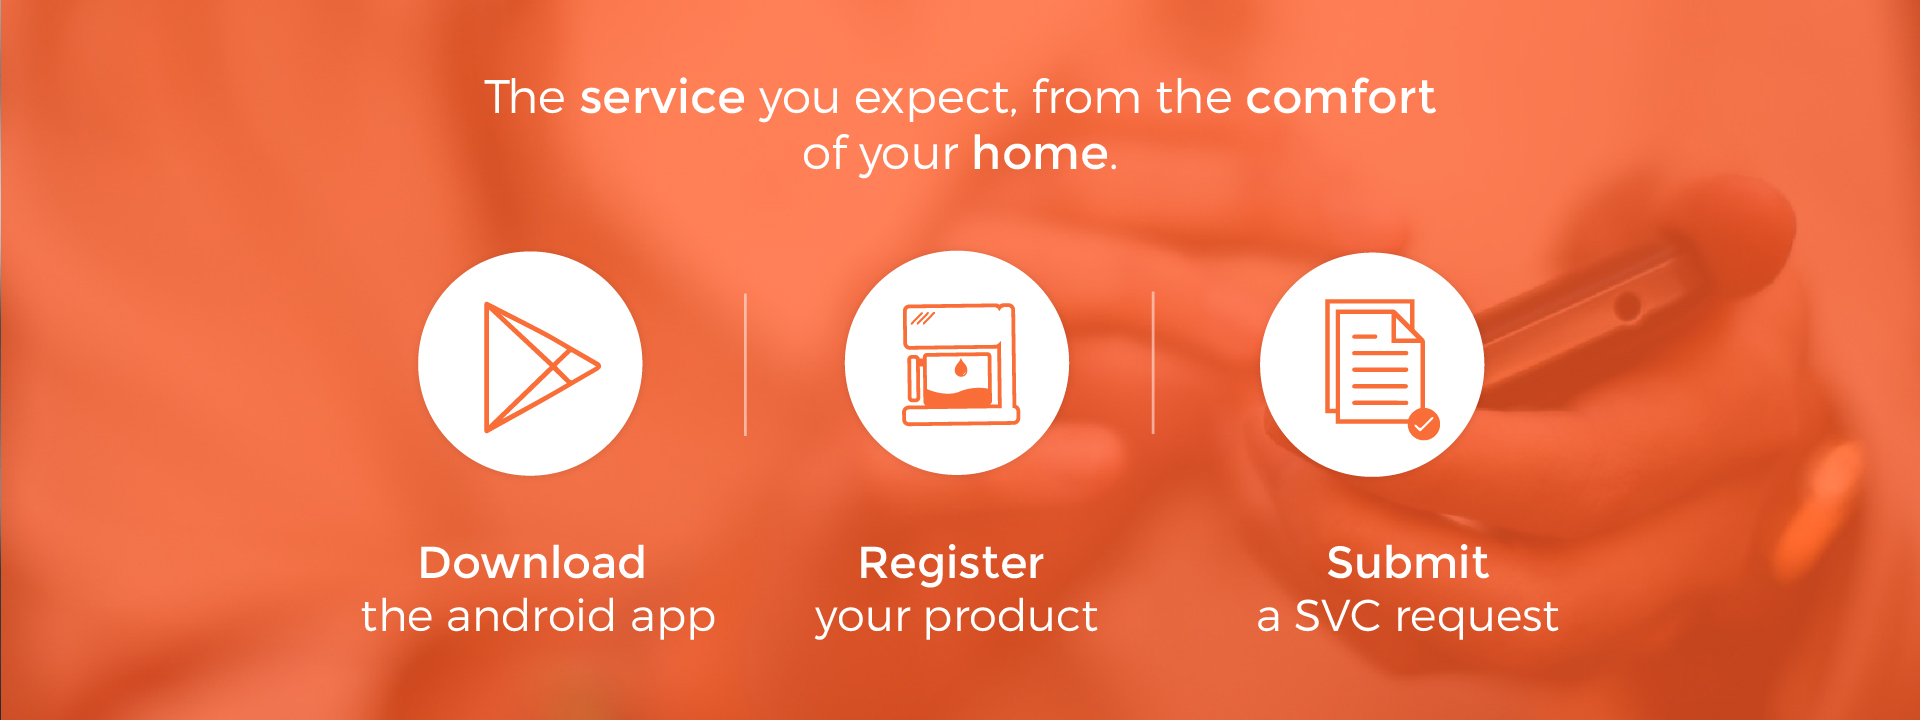 The service you expect, from the comfort
of your home.
Download
the android app
Register
your product
Submit
a SVC request